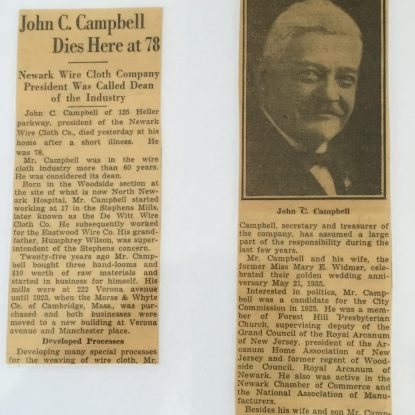 John C. Campbell
Dies Here at 78
Newark Wire Cloth Company
President Was Called Dean
of the Industry
John C. Campbell of 125 Heller
parkway, president of the Newark
Wire Cloth Co., died yesterday at his
home after a short illness. He
was 78.
Mr. Campbell was in the wire
cloth industry more than 60 years.
He was considered its dean.
Born in the Woodside section at
the site of what is now North New-
ark Hospital, Mr. Campbell started
working at 17 in the Stephens Mills,
later known as the De Witt Wire
Cloth Co. He subsequently worked
for the Eastwood Wire Co. His grand-
father, Humphrey Wilson, was super-
intendent of the Stephens concern.
Twenty-five years ago Mr. Camp-
bell bought three hand-looms and
$10 worth of raw materials and
started in business for himself. His
mills were at 222 Verona avenue
until 1923, when the Morse & Whyte
Co. of Cambridge, Mass., was pur-
chased and both businesses were
moved to a new building at Verona
avenue and Manchester place.
Developed Processes
Developing many special processes
for the weaving of wire cloth, Mr.
John C. Campbell
Campbell, secretary and treasurer of
the company, has assumed a large
part of the responsibility during the
last few years.
Mr. Campbell and his wife, the
former Miss Mary E. Widmer, cele-
brated their golden wedding anni-
versary May 21, 1935.
Interested in politics, Mr. Camp-
bell was a candidate for the City
Commission in 1925. He was a mem-
ber of Forest Hill Presbyterian
Church, supervising deputy of the
Grand Council of the Royal Arcanum
of New Jersey, president of the Ar-
canum Home Association of New
Jersey and former regent of Wood-
side Council, Royal Arcanum of
Newark. He also was active in the
Newark Chamber of Commerce and
the National Association of Manu-
facturers.
Besides his wife and son Mr. Camp-